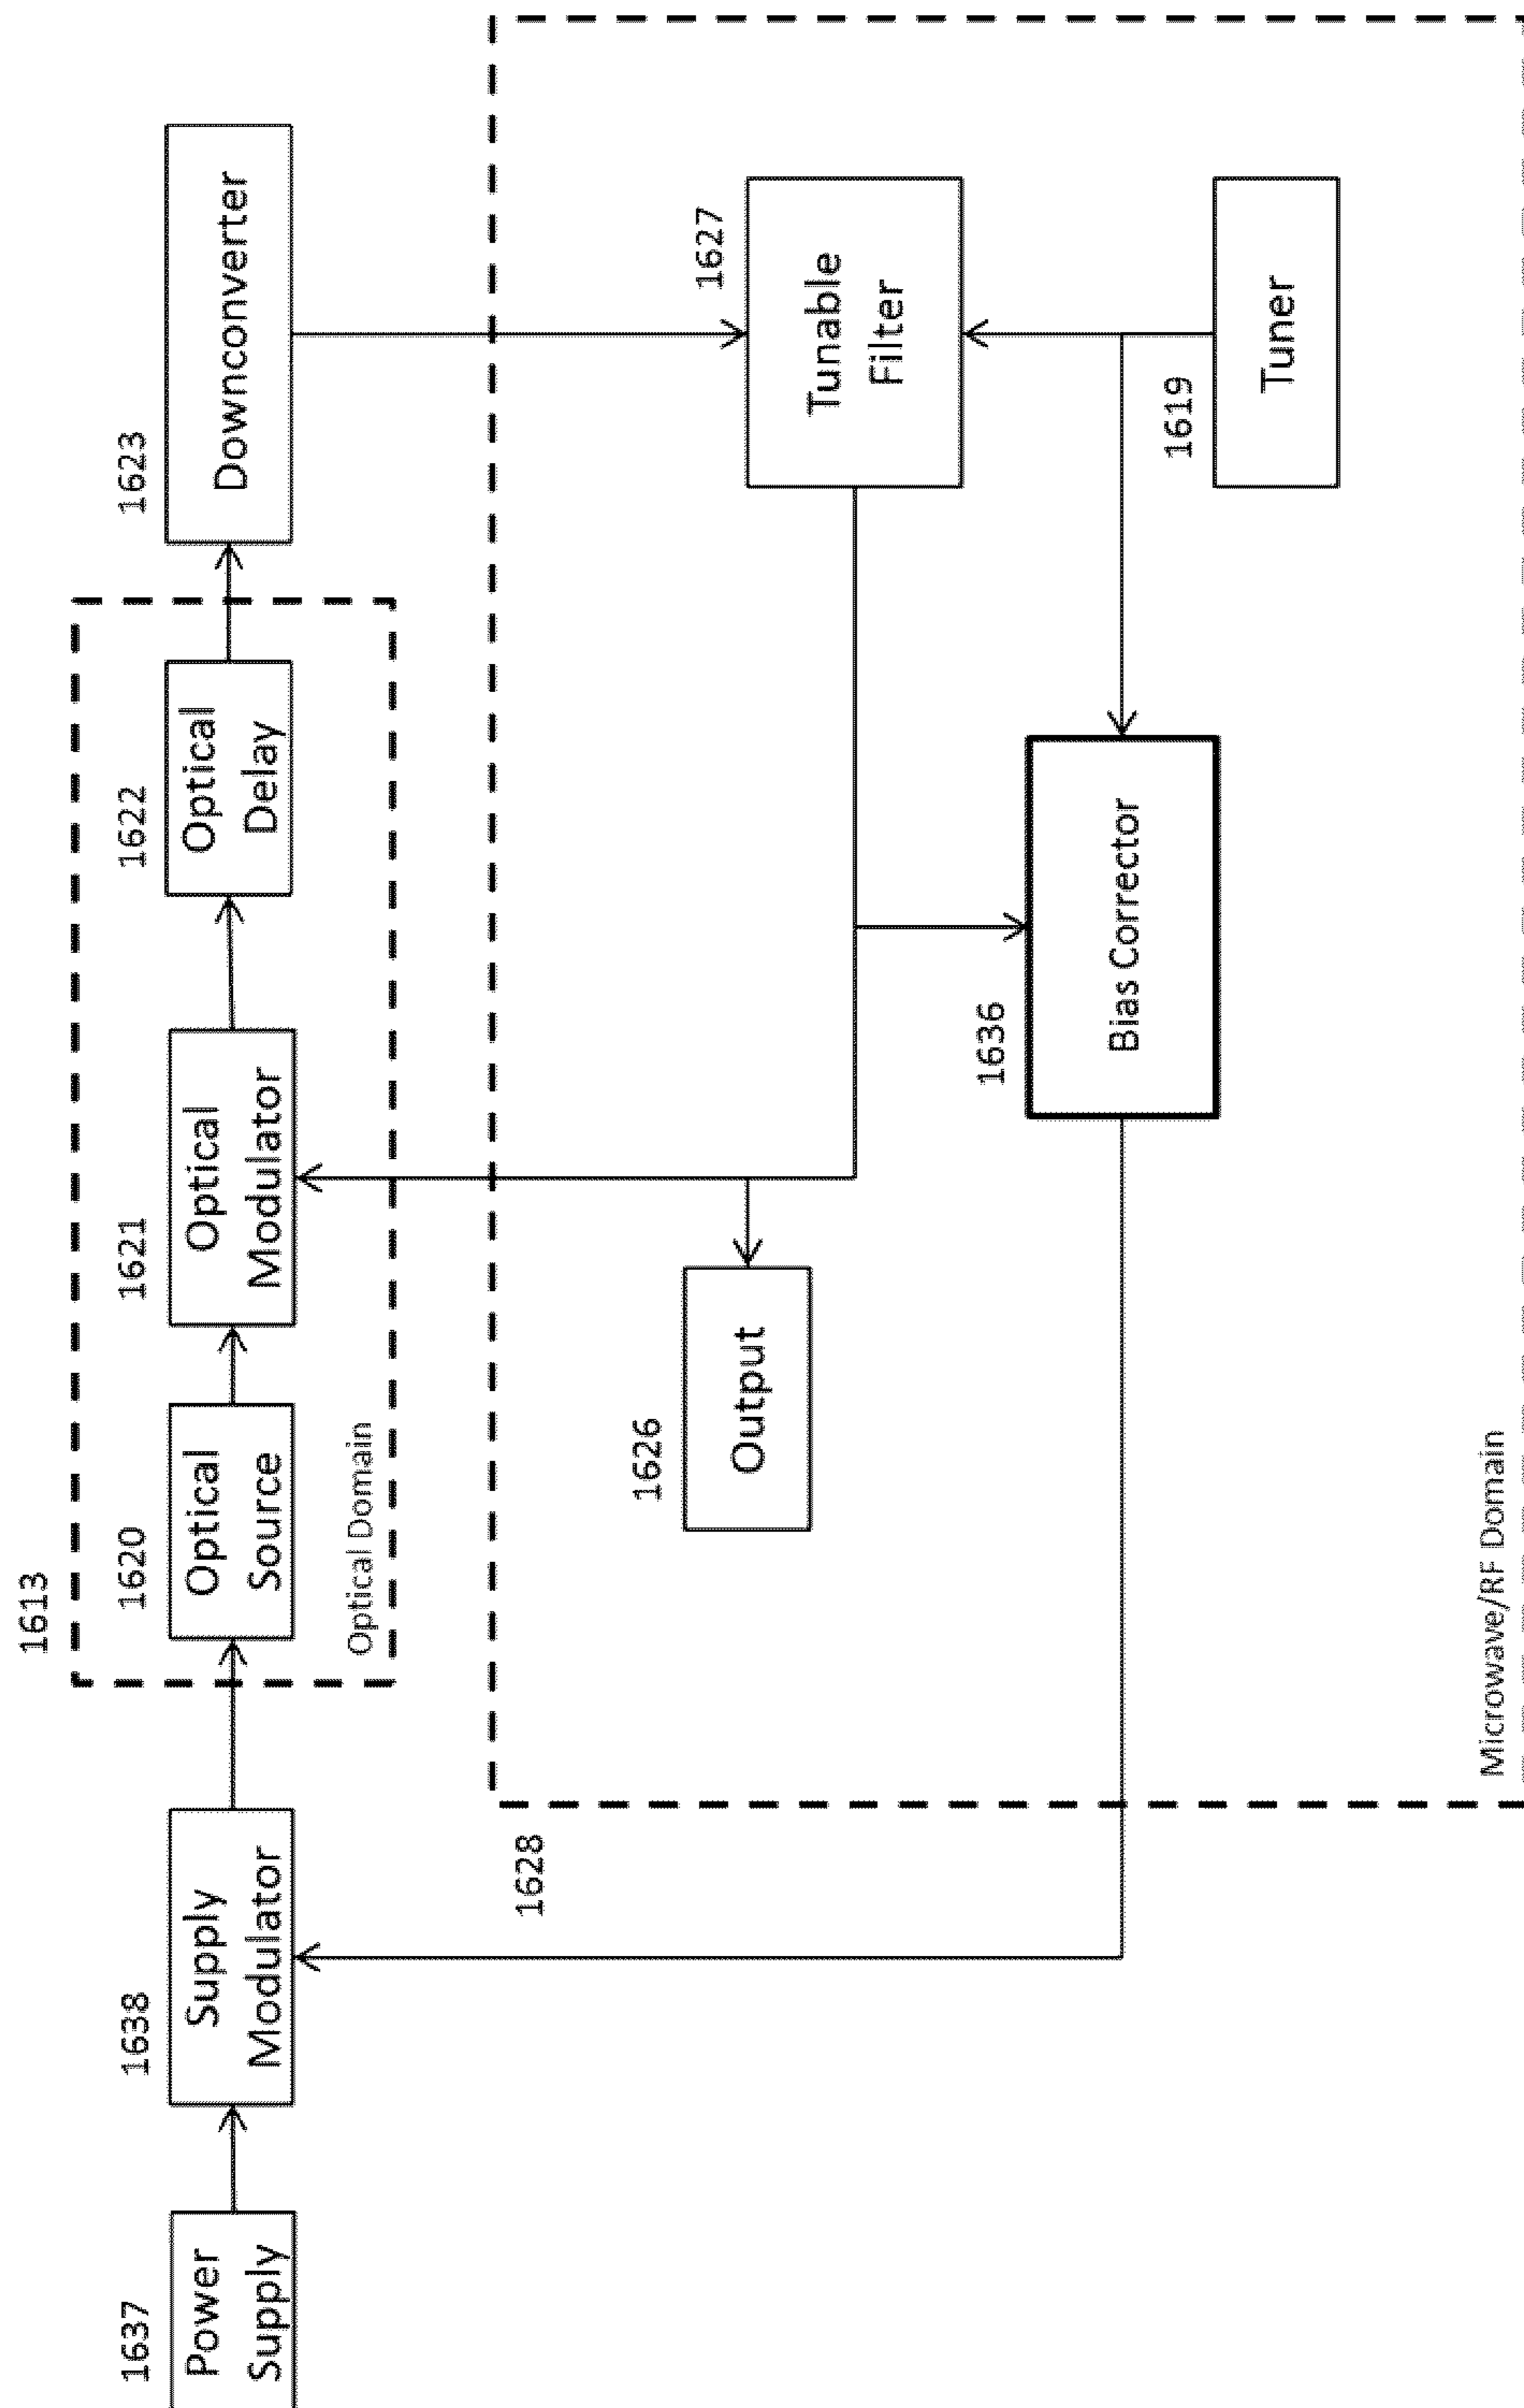 1613
1637
Power
Supply
1638
Supply
Modulator
1620
Optical
Source
1621
Optical
Modulator
1622
Optical
Delay
1623
Downconverter
Optical Domain
1628
1626
Output
1627
Tunable
Filter
1636
Bias Corrector
1619
Tuner
Microwave/RF Domain